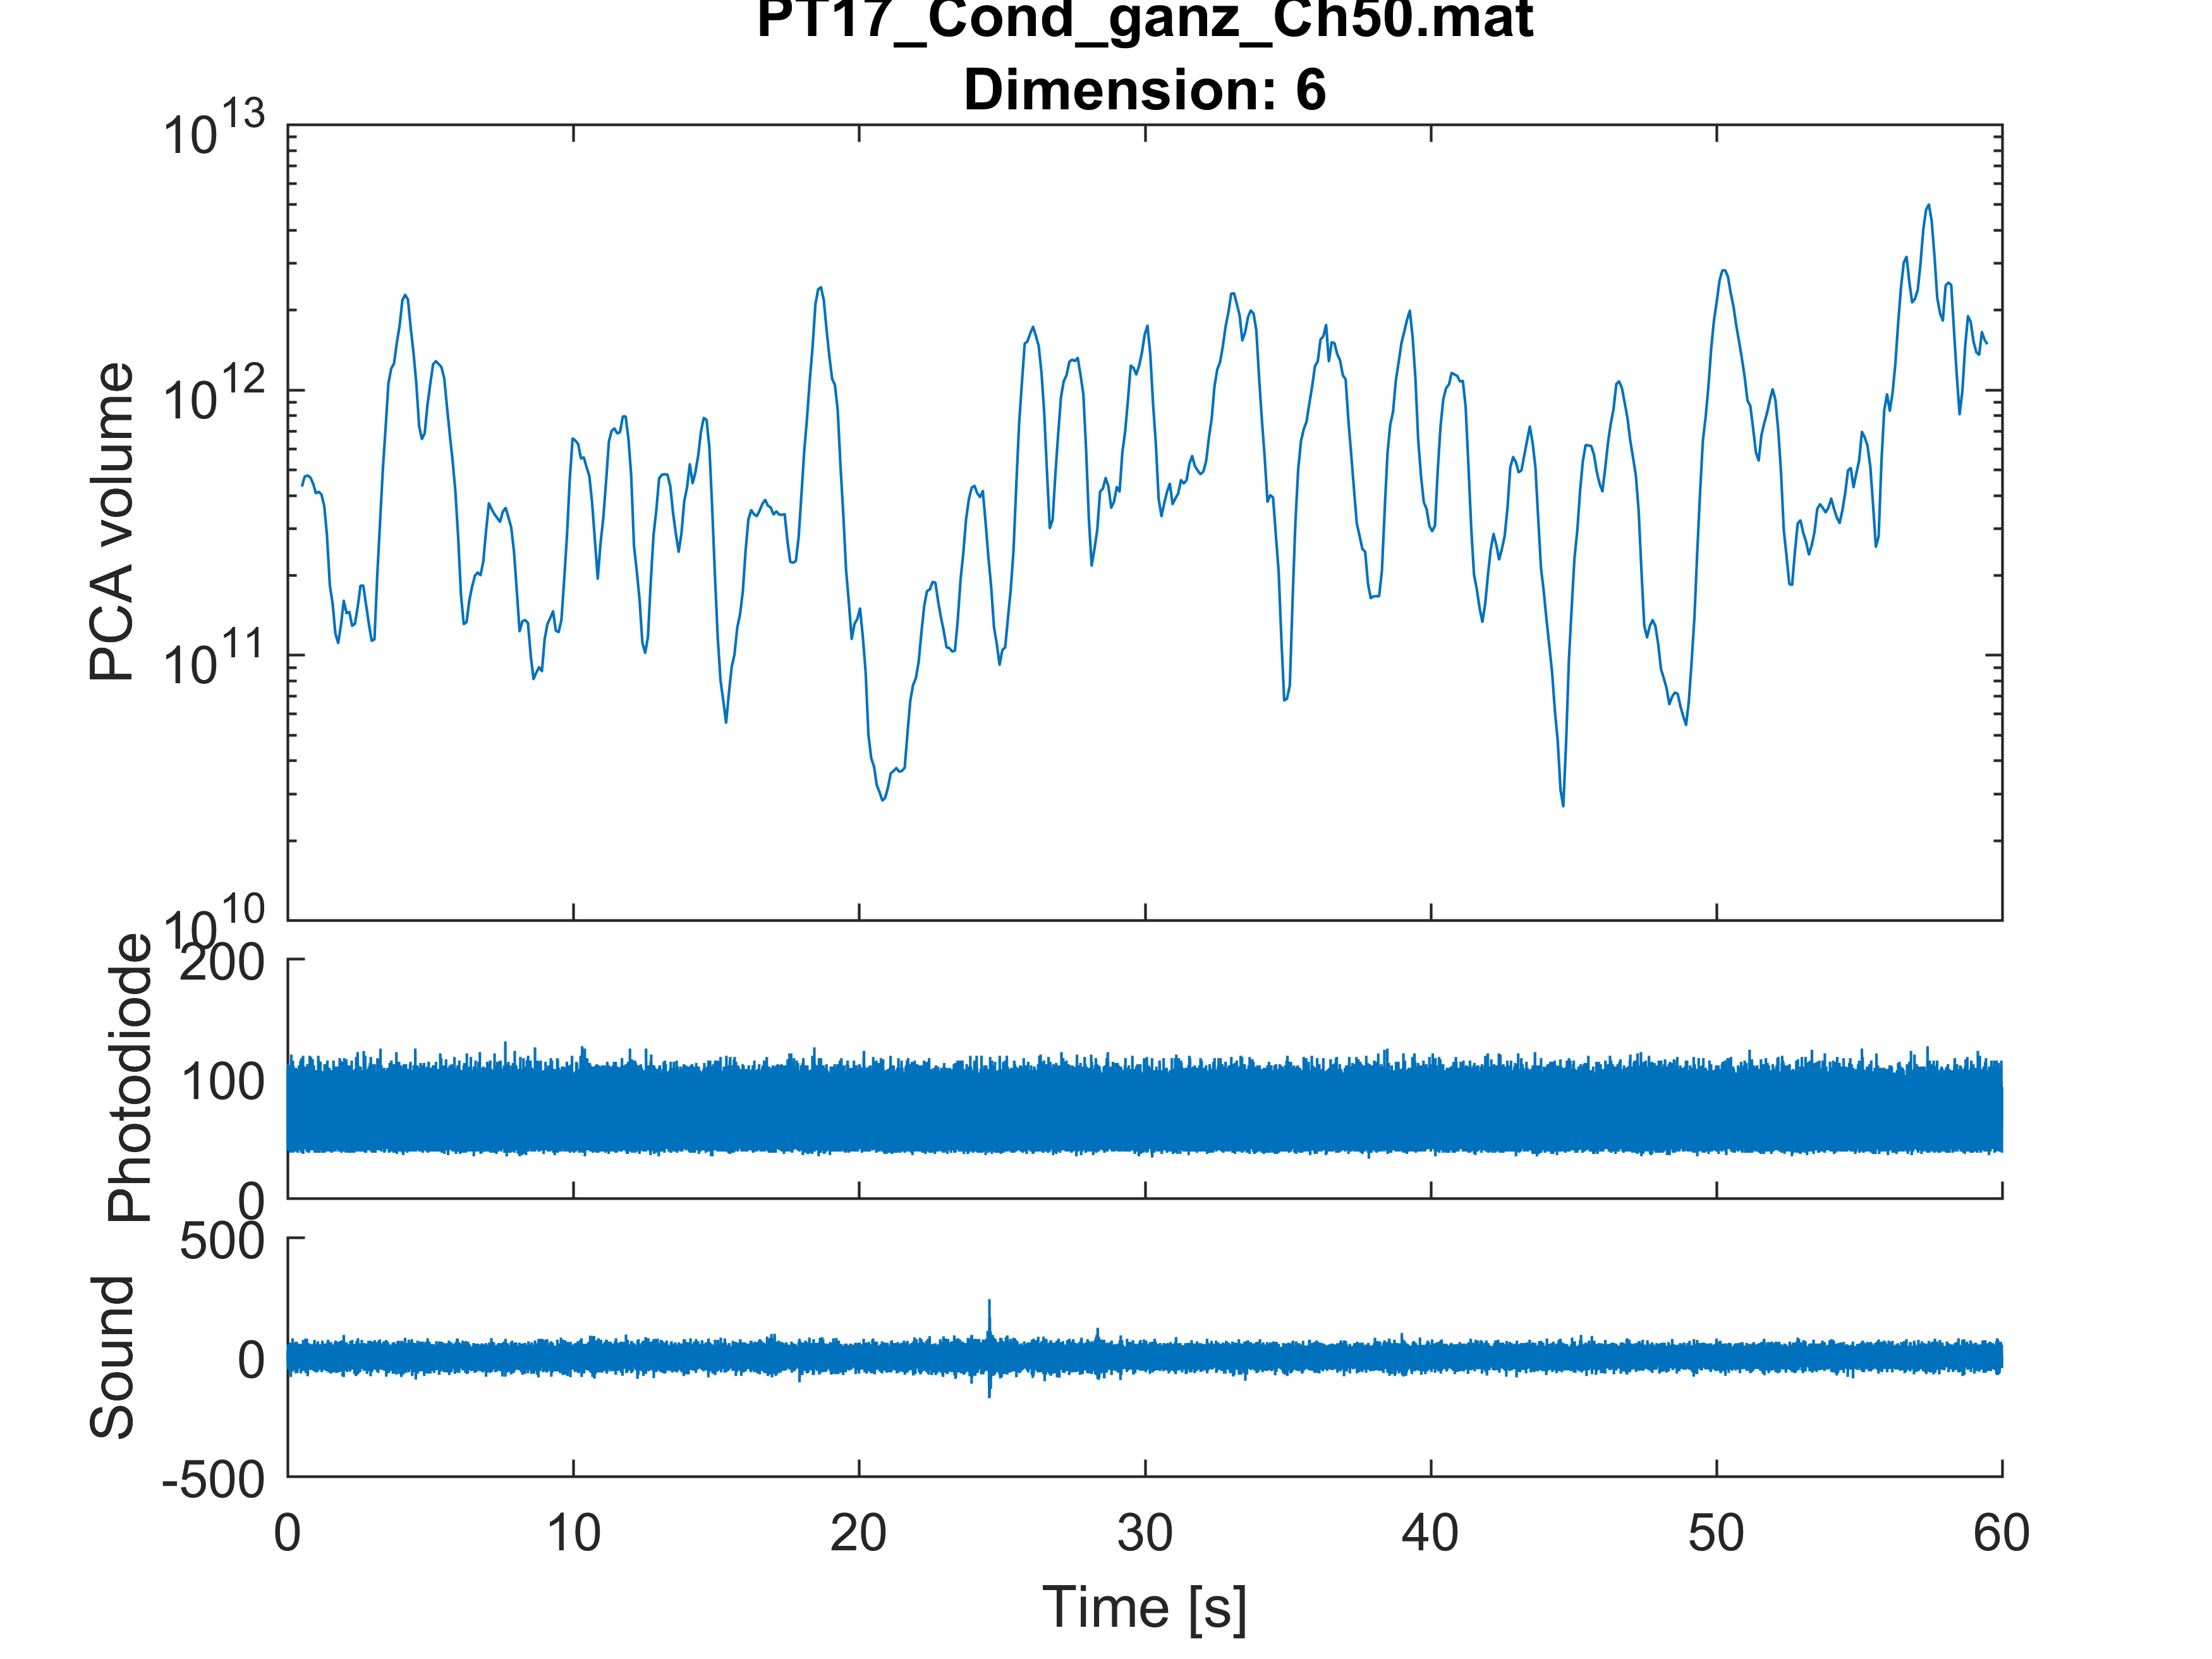 PT17_Cond_ganz_Ch50.mat
Dimension: 6
10^13
10^12
10^11
10^10
PCA volume
200
100
0
Photodiode
500
0
-500
Sound
0 10 20 30 40 50 60
Time [s]